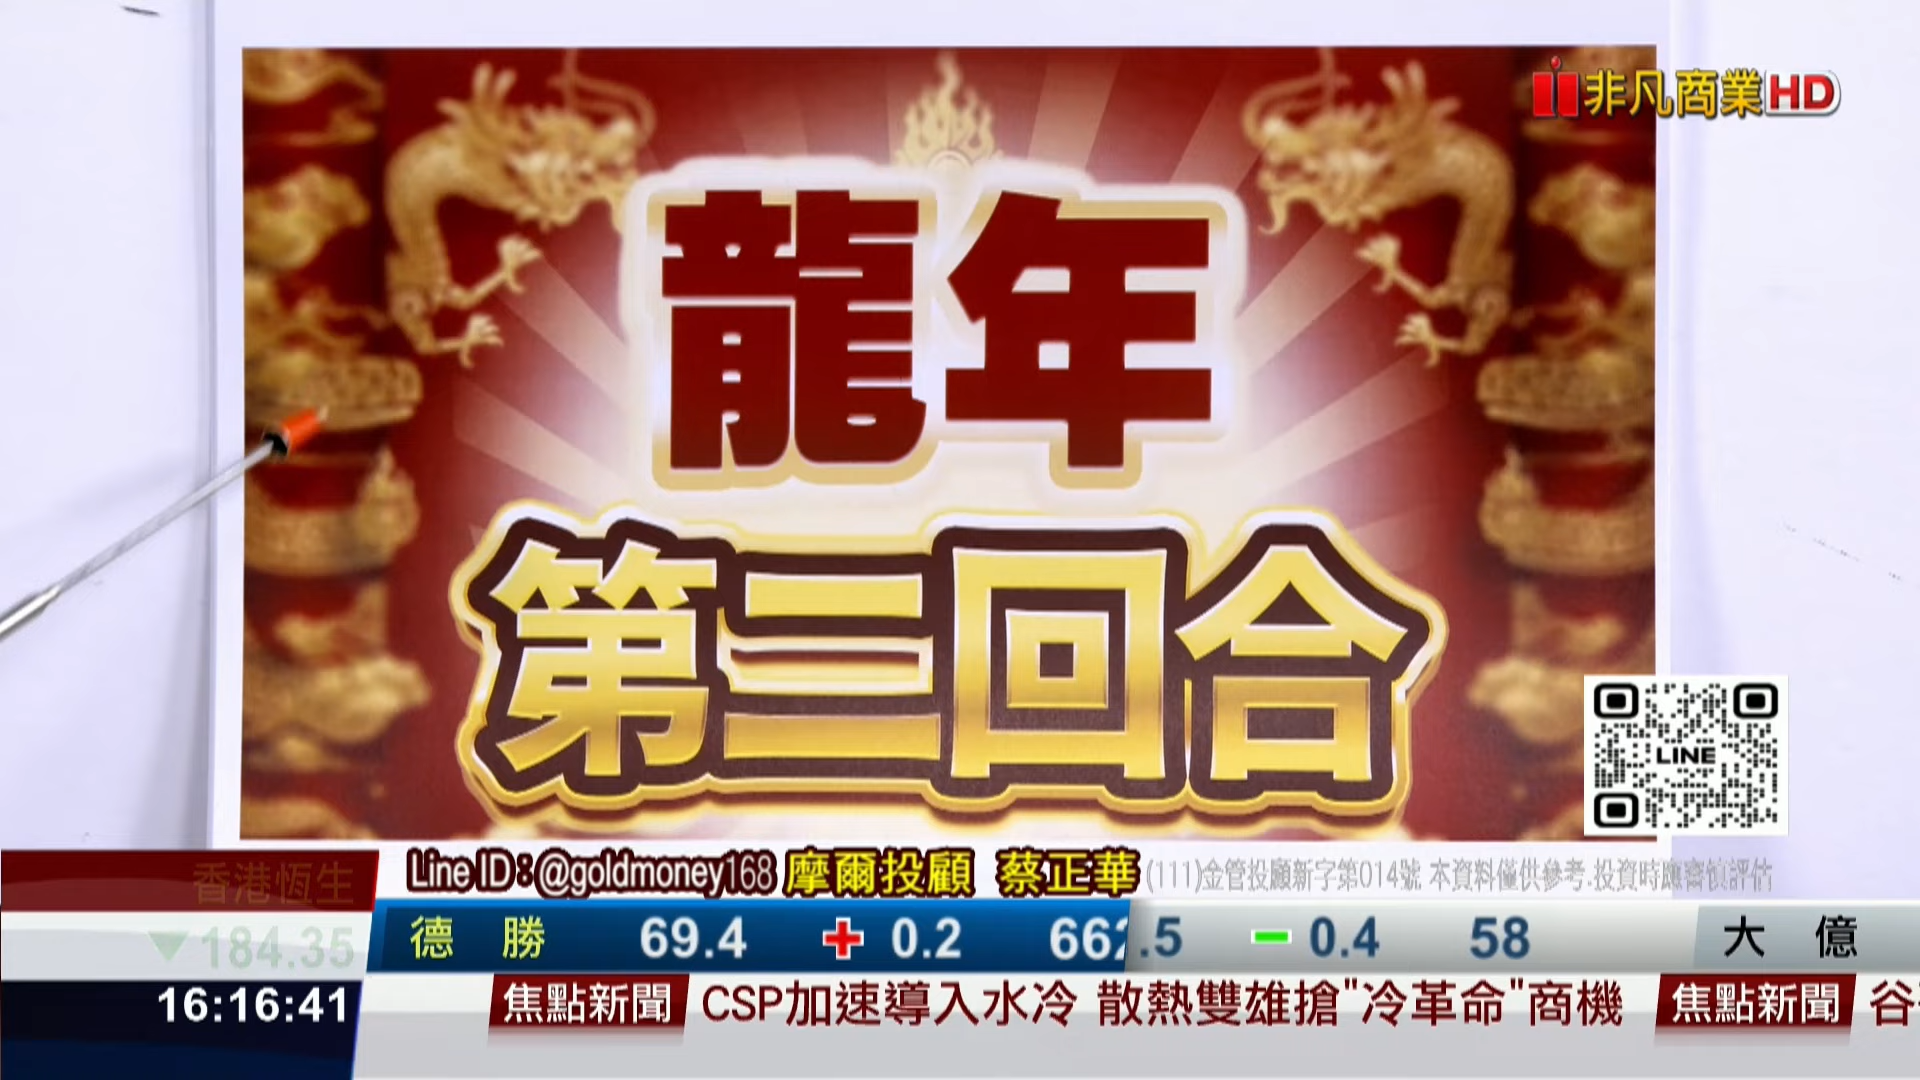 非凡商業HD
龍年
第三回合
LINE
Line ID：@goldmoney168 摩爾投顧 蔡正華 (111)金管投顧新字第014號 本資料僅供參考.投資時應審慎評估
香港恆生
▼184.35
德勝 69.4 + 0.2 .5 － 0.4 58 大億
16:16:41
焦點新聞 CSP加速導入水冷 散熱雙雄搶"冷革命"商機 焦點新聞 谷